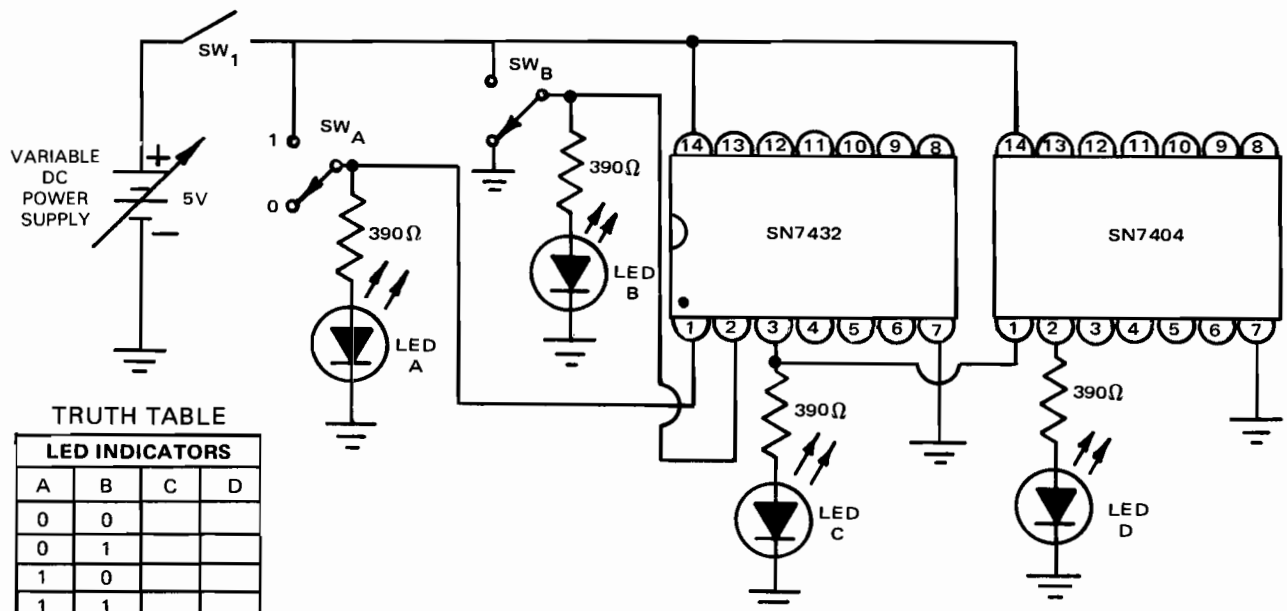 SW1
SWB
SWA
1
0
VARIABLE
DC
POWER
SUPPLY
+
5V
−
390Ω
LED
A
390Ω
LED
B
14 13 12 11 10 9 8
SN7432
1 2 3 4 5 6 7
14 13 12 11 10 9 8
SN7404
1 2 3 4 5 6 7
390Ω
LED
C
390Ω
LED
D
TRUTH TABLE
LED INDICATORS
A B C D
0 0
0 1
1 0
1 1